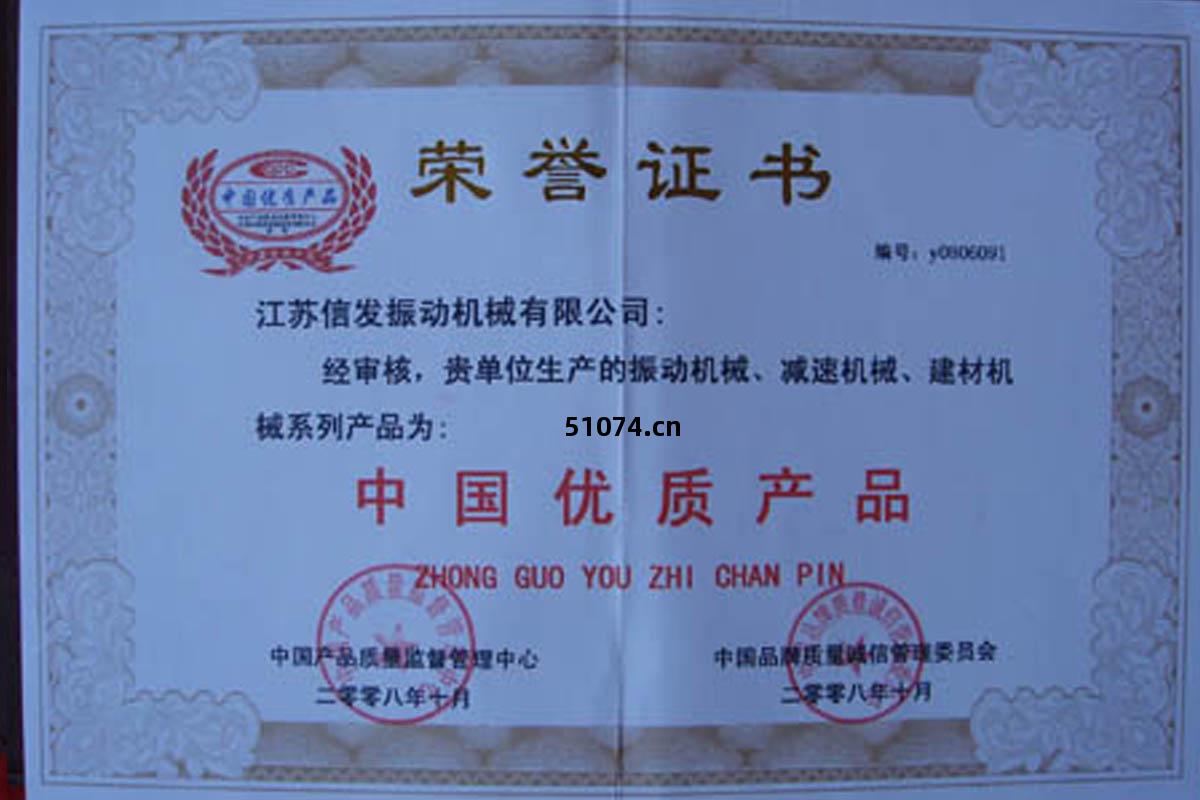 荣誉证书
中国优质产品
编号：y0806091
江苏信发振动机械有限公司：
经审核，贵单位生产的振动机械、减速机械、建材机
械系列产品为：
51074.cn
中国优质产品
ZHONG GUO YOU ZHI CHAN PIN
中国产品质量监督管理中心
中国品牌质量诚信管理委员会
二零零八年十月
二零零八年十月